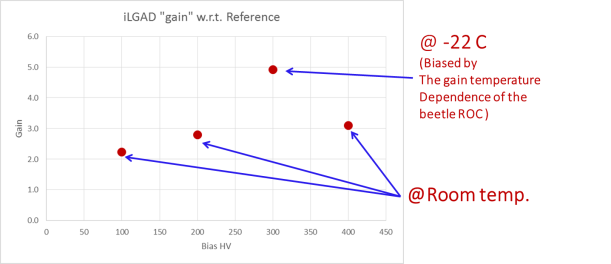 iLGAD "gain" w.r.t. Reference
6.0
5.0
4.0
3.0
2.0
1.0
0.0
Gain
0 50 100 150 200 250 300 350 400 450
Bias HV
@ -22 C
(Biased by
The gain temperature
Dependence of the
beetle ROC)
@Room temp.